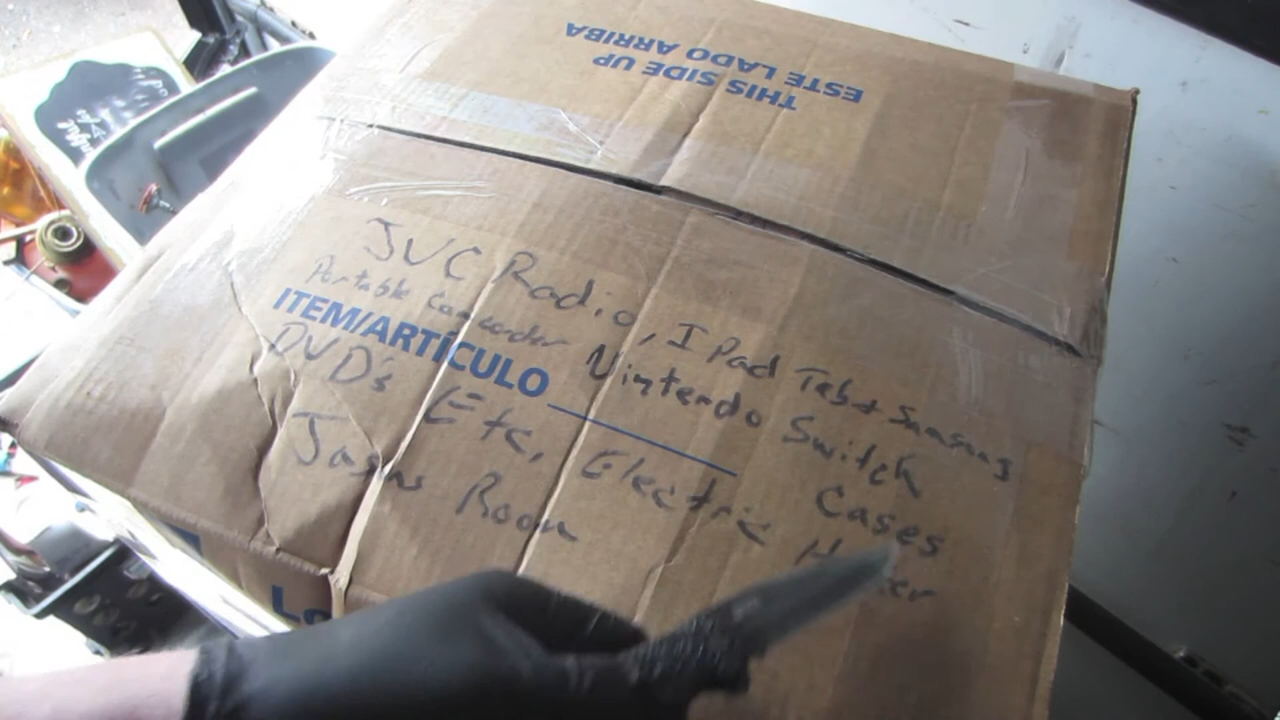 THIS SIDE UP
ESTE LADO ARRIBA
JVC Radio, I Pad Tab + Samsung
Portable Camcorder Nintendo Switch
ITEM/ARTÍCULO
DVD's Etc, Electric Cases
Jasons Room
Lo